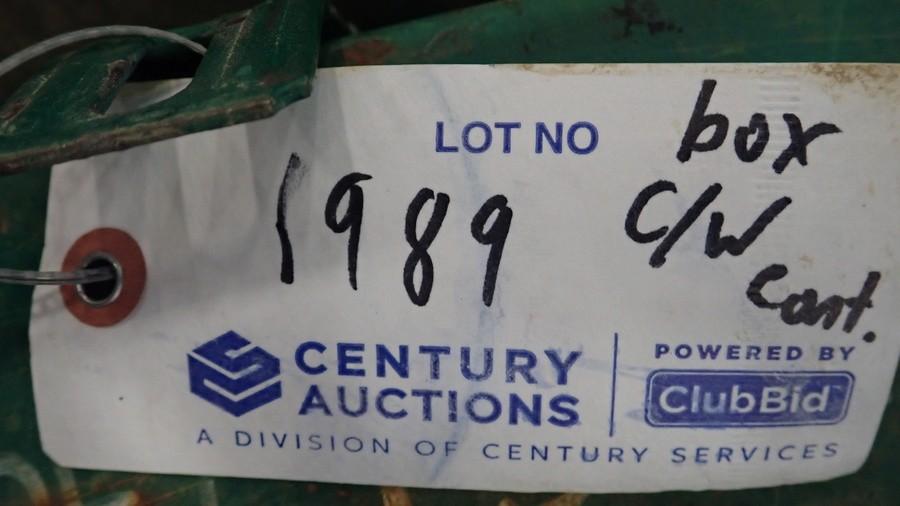 LOT NO
1989
box
c/w
cart.
CENTURY
AUCTIONS
A DIVISION OF CENTURY SERVICES
POWERED BY
ClubBid